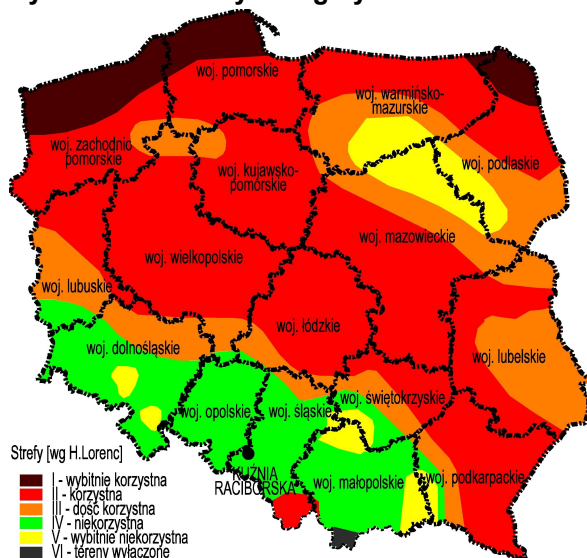 woj. pomorskie
woj. warmińsko-
mazurskie
woj. zachodnio
pomorskie
woj. kujawsko-
pomorskie
woj. podlaskie
woj. mazowieckie
woj. wielkopolskie
woj. lubuskie
woj. łódzkie
woj. dolnośląskie
woj. lubelskie
woj. opolskie
woj. śląskie
woj. świętokrzyskie
KUŹNIA
RACIBORSKA
woj. małopolskie
woj. podkarpackie
Strefy [wg H.Lorenc]
I - wybitnie korzystna
II - korzystna
III - dość korzystna
IV - niekorzystna
V - wybitnie niekorzystna
VI - tereny wyłączone